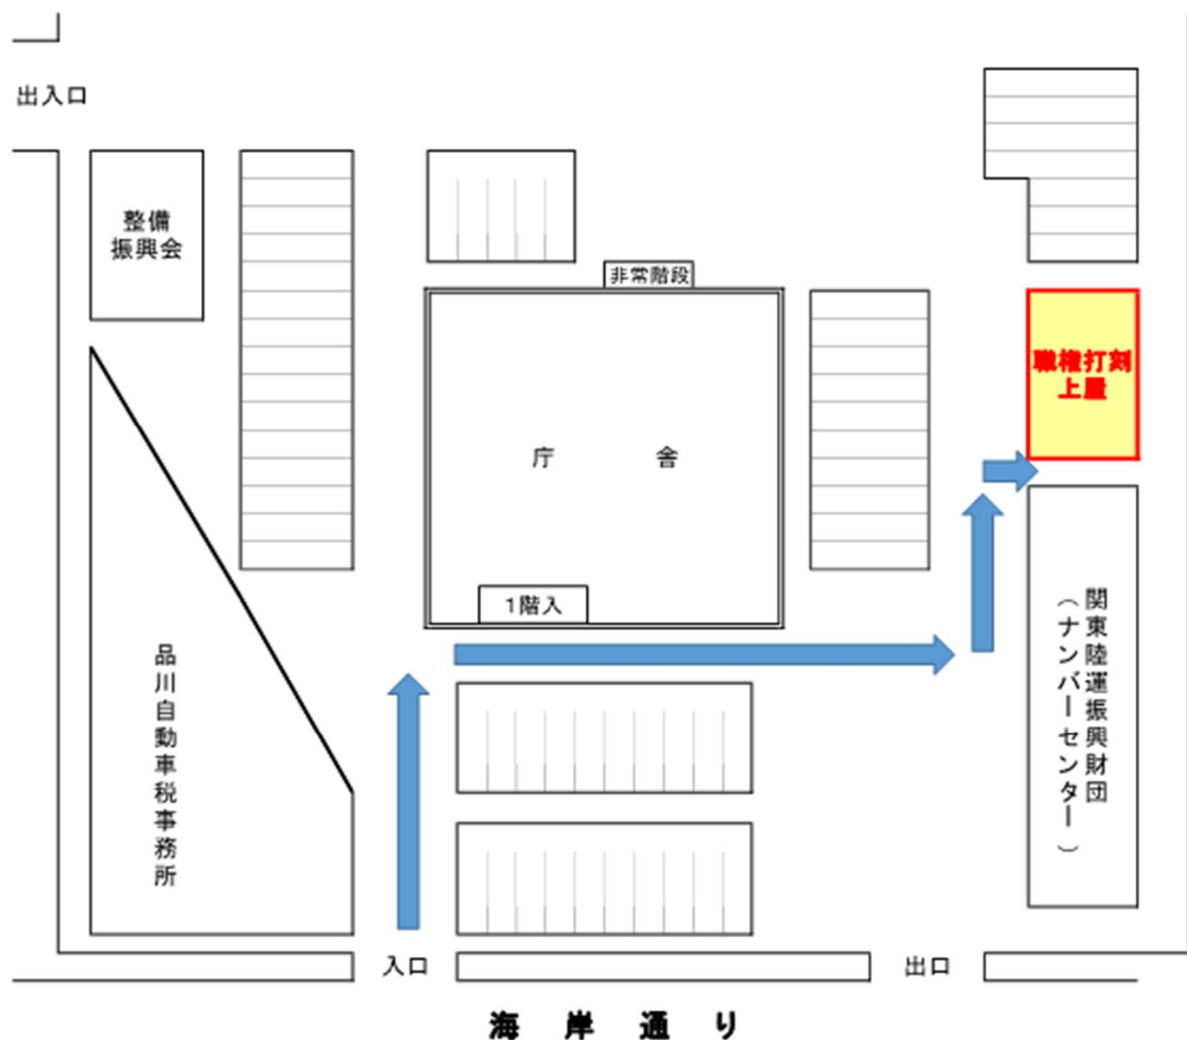 出入口
整備
振興会
非常階段
職権打刻
上屋
庁　　舎
1階入
品川自動車税事務所
関東陸運振興財団
（ナンバーセンター）
入口
出口
海岸通り